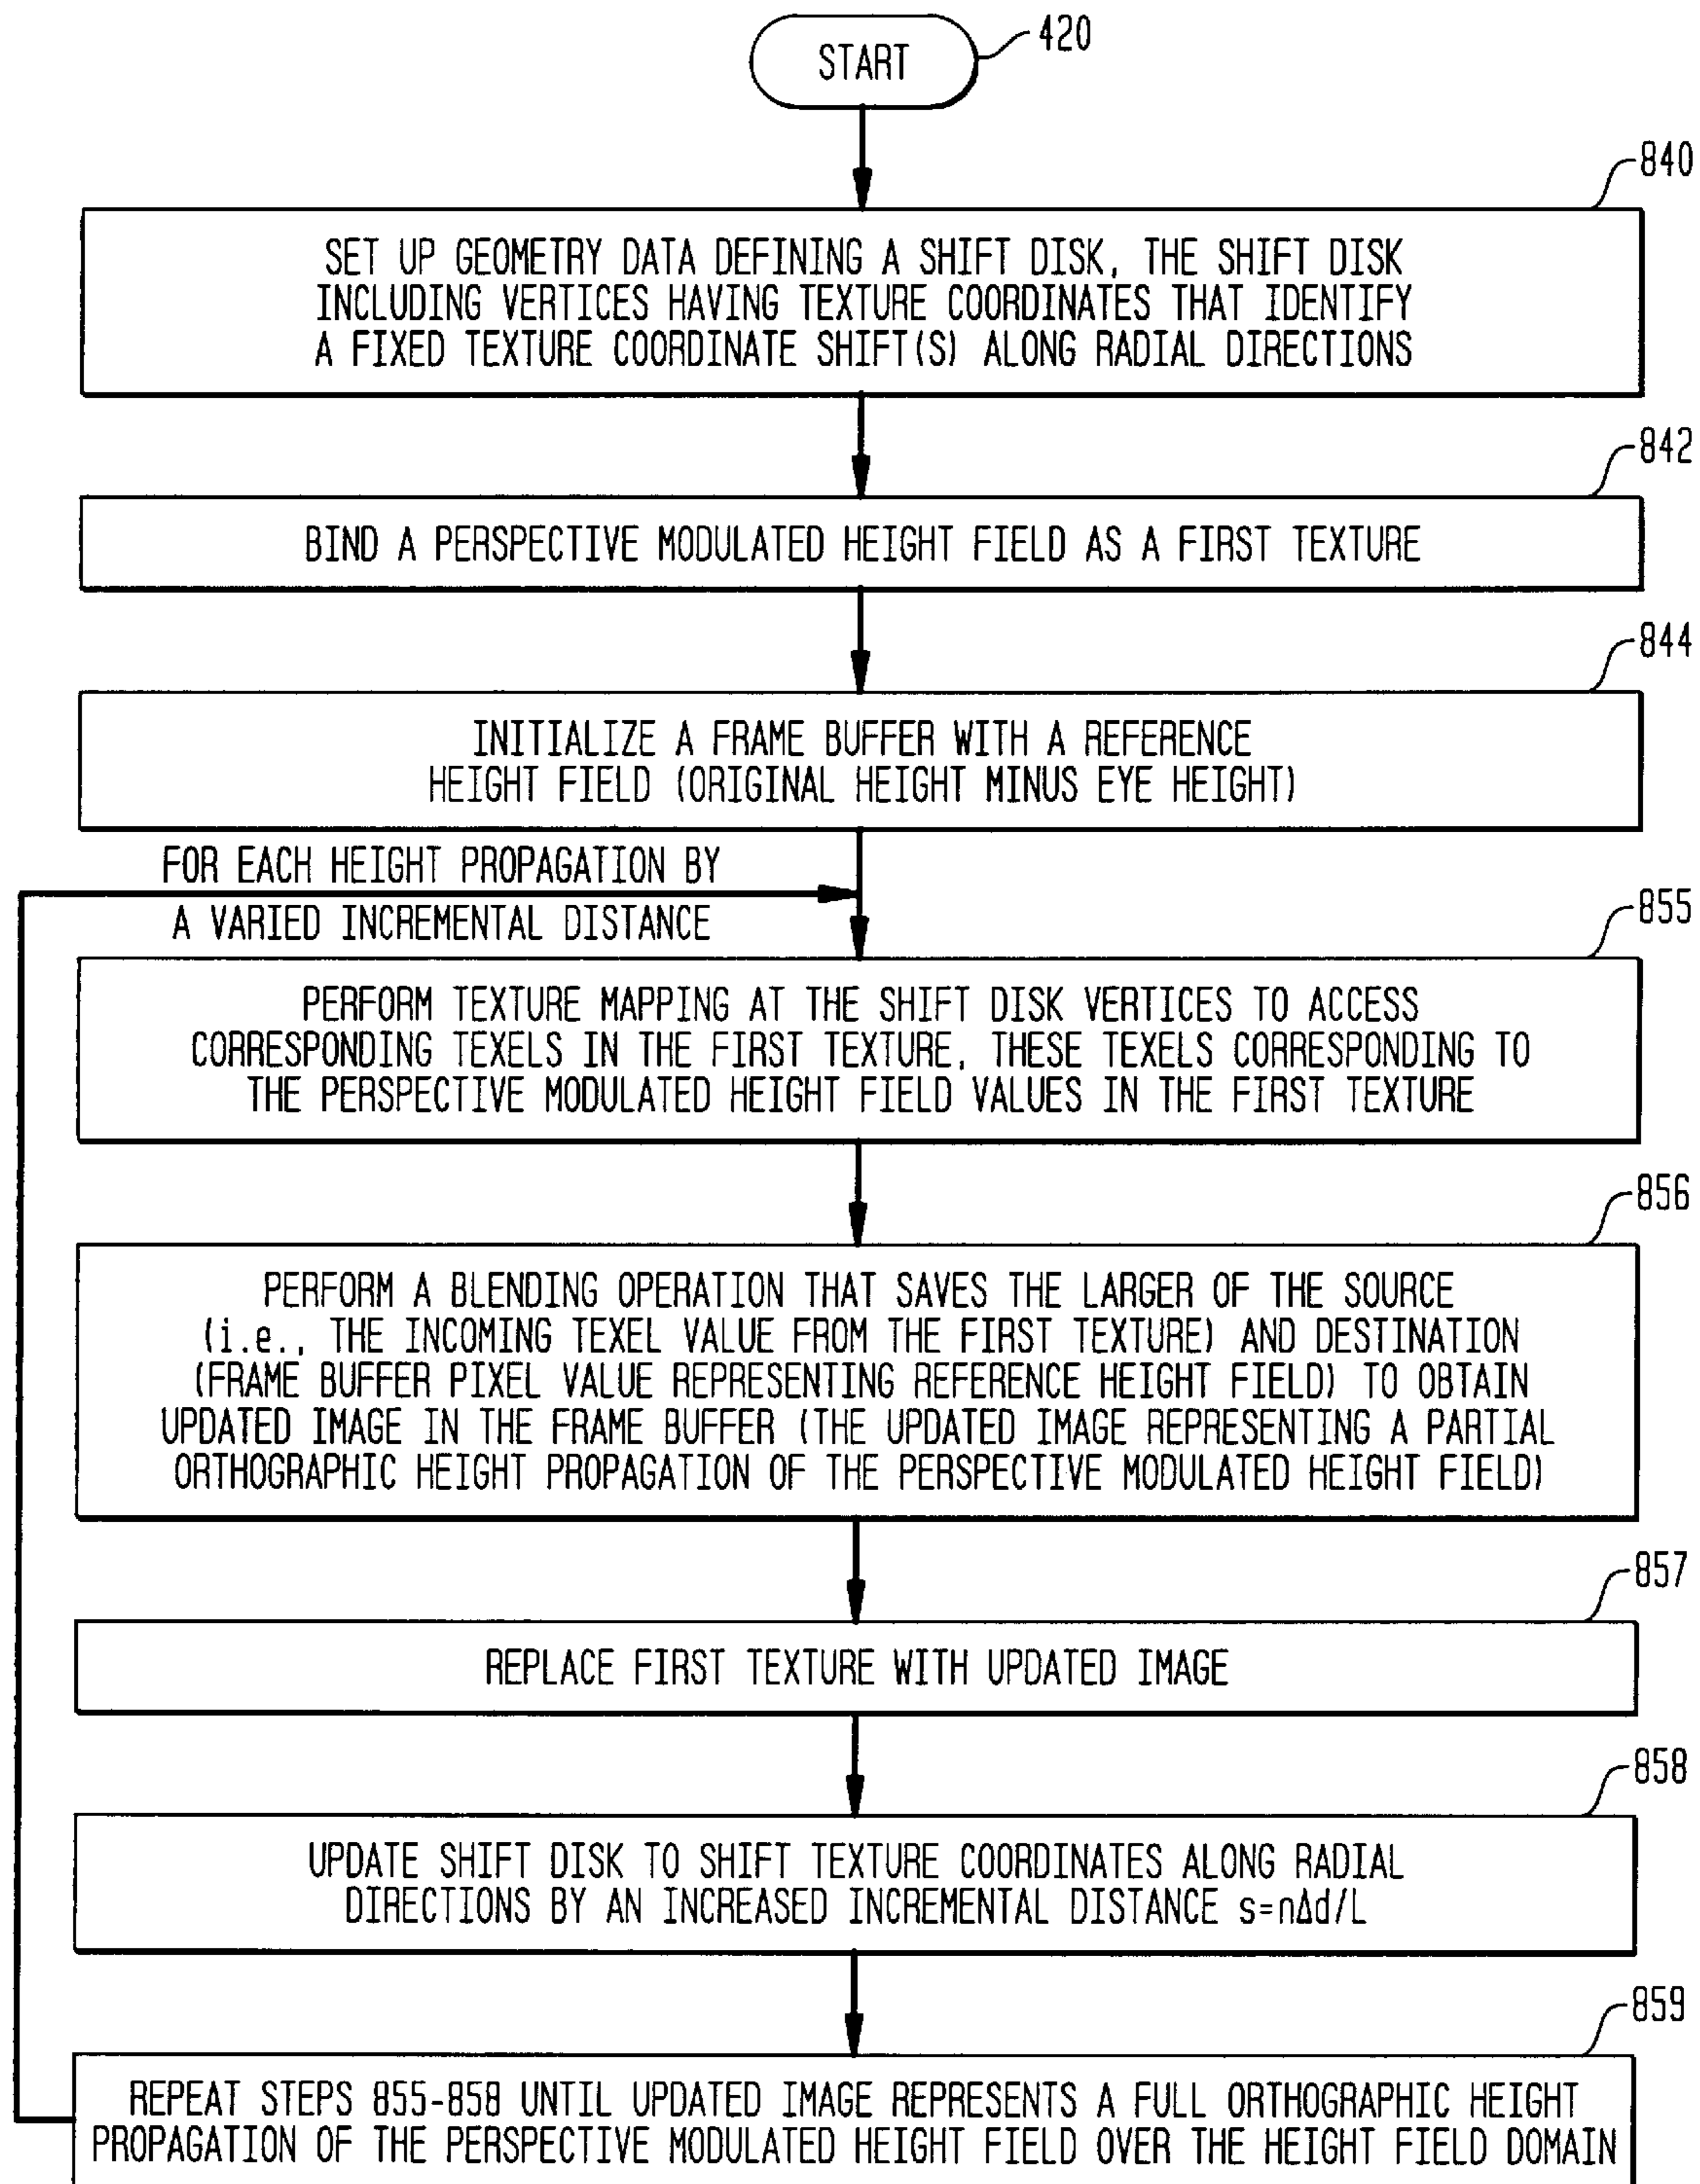 START
420
840
SET UP GEOMETRY DATA DEFINING A SHIFT DISK, THE SHIFT DISK
INCLUDING VERTICES HAVING TEXTURE COORDINATES THAT IDENTIFY
A FIXED TEXTURE COORDINATE SHIFT(S) ALONG RADIAL DIRECTIONS
842
BIND A PERSPECTIVE MODULATED HEIGHT FIELD AS A FIRST TEXTURE
844
INITIALIZE A FRAME BUFFER WITH A REFERENCE
HEIGHT FIELD (ORIGINAL HEIGHT MINUS EYE HEIGHT)
FOR EACH HEIGHT PROPAGATION BY
A VARIED INCREMENTAL DISTANCE
855
PERFORM TEXTURE MAPPING AT THE SHIFT DISK VERTICES TO ACCESS
CORRESPONDING TEXELS IN THE FIRST TEXTURE, THESE TEXELS CORRESPONDING TO
THE PERSPECTIVE MODULATED HEIGHT FIELD VALUES IN THE FIRST TEXTURE
856
PERFORM A BLENDING OPERATION THAT SAVES THE LARGER OF THE SOURCE
(i.e., THE INCOMING TEXEL VALUE FROM THE FIRST TEXTURE) AND DESTINATION
(FRAME BUFFER PIXEL VALUE REPRESENTING REFERENCE HEIGHT FIELD) TO OBTAIN
UPDATED IMAGE IN THE FRAME BUFFER (THE UPDATED IMAGE REPRESENTING A PARTIAL
ORTHOGRAPHIC HEIGHT PROPAGATION OF THE PERSPECTIVE MODULATED HEIGHT FIELD)
857
REPLACE FIRST TEXTURE WITH UPDATED IMAGE
858
UPDATE SHIFT DISK TO SHIFT TEXTURE COORDINATES ALONG RADIAL
DIRECTIONS BY AN INCREASED INCREMENTAL DISTANCE s=nΔd/L
859
REPEAT STEPS 855-858 UNTIL UPDATED IMAGE REPRESENTS A FULL ORTHOGRAPHIC HEIGHT
PROPAGATION OF THE PERSPECTIVE MODULATED HEIGHT FIELD OVER THE HEIGHT FIELD DOMAIN